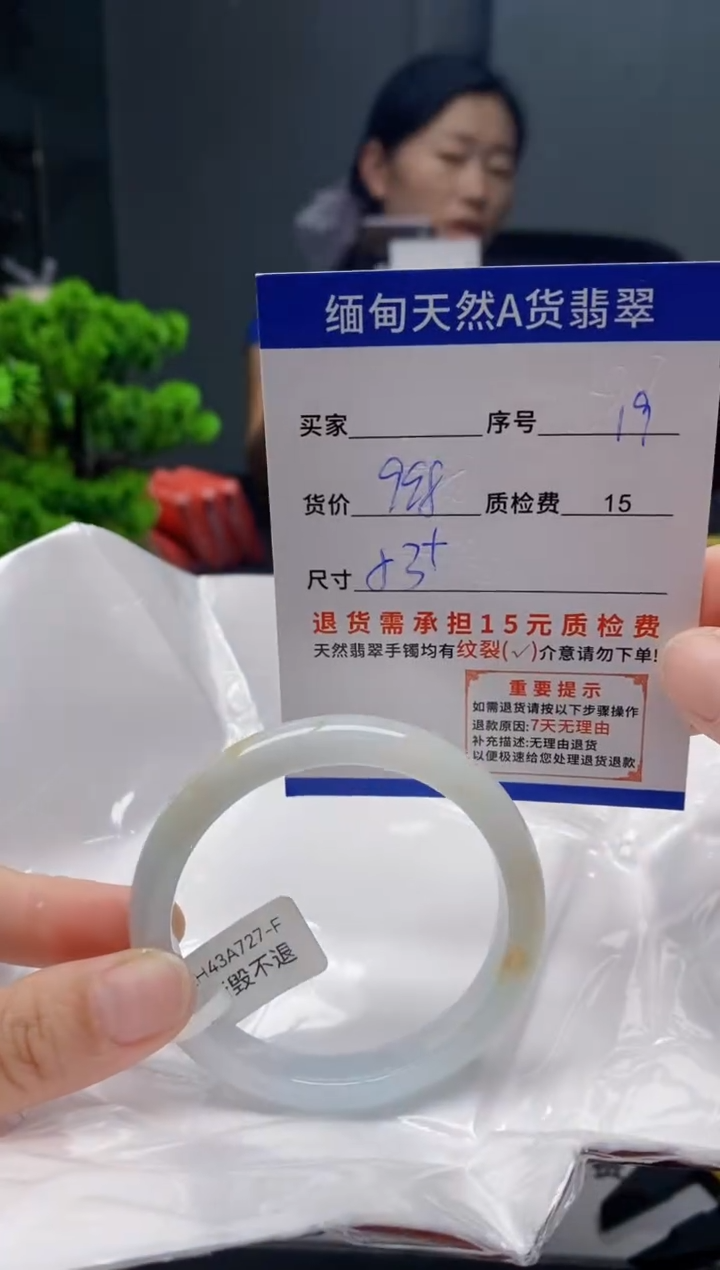 缅甸天然A货翡翠
买家 序号 19
货价 998 质检费 15
尺寸 53+
退货需承担15元质检费
天然翡翠手镯均有纹裂(✓)介意请勿下单!
重要提示
如需退货请按以下步骤操作
退款原因:7天无理由
补充描述:无理由退货
以便极速给您处理退货退款
H43A727-F
毁不退